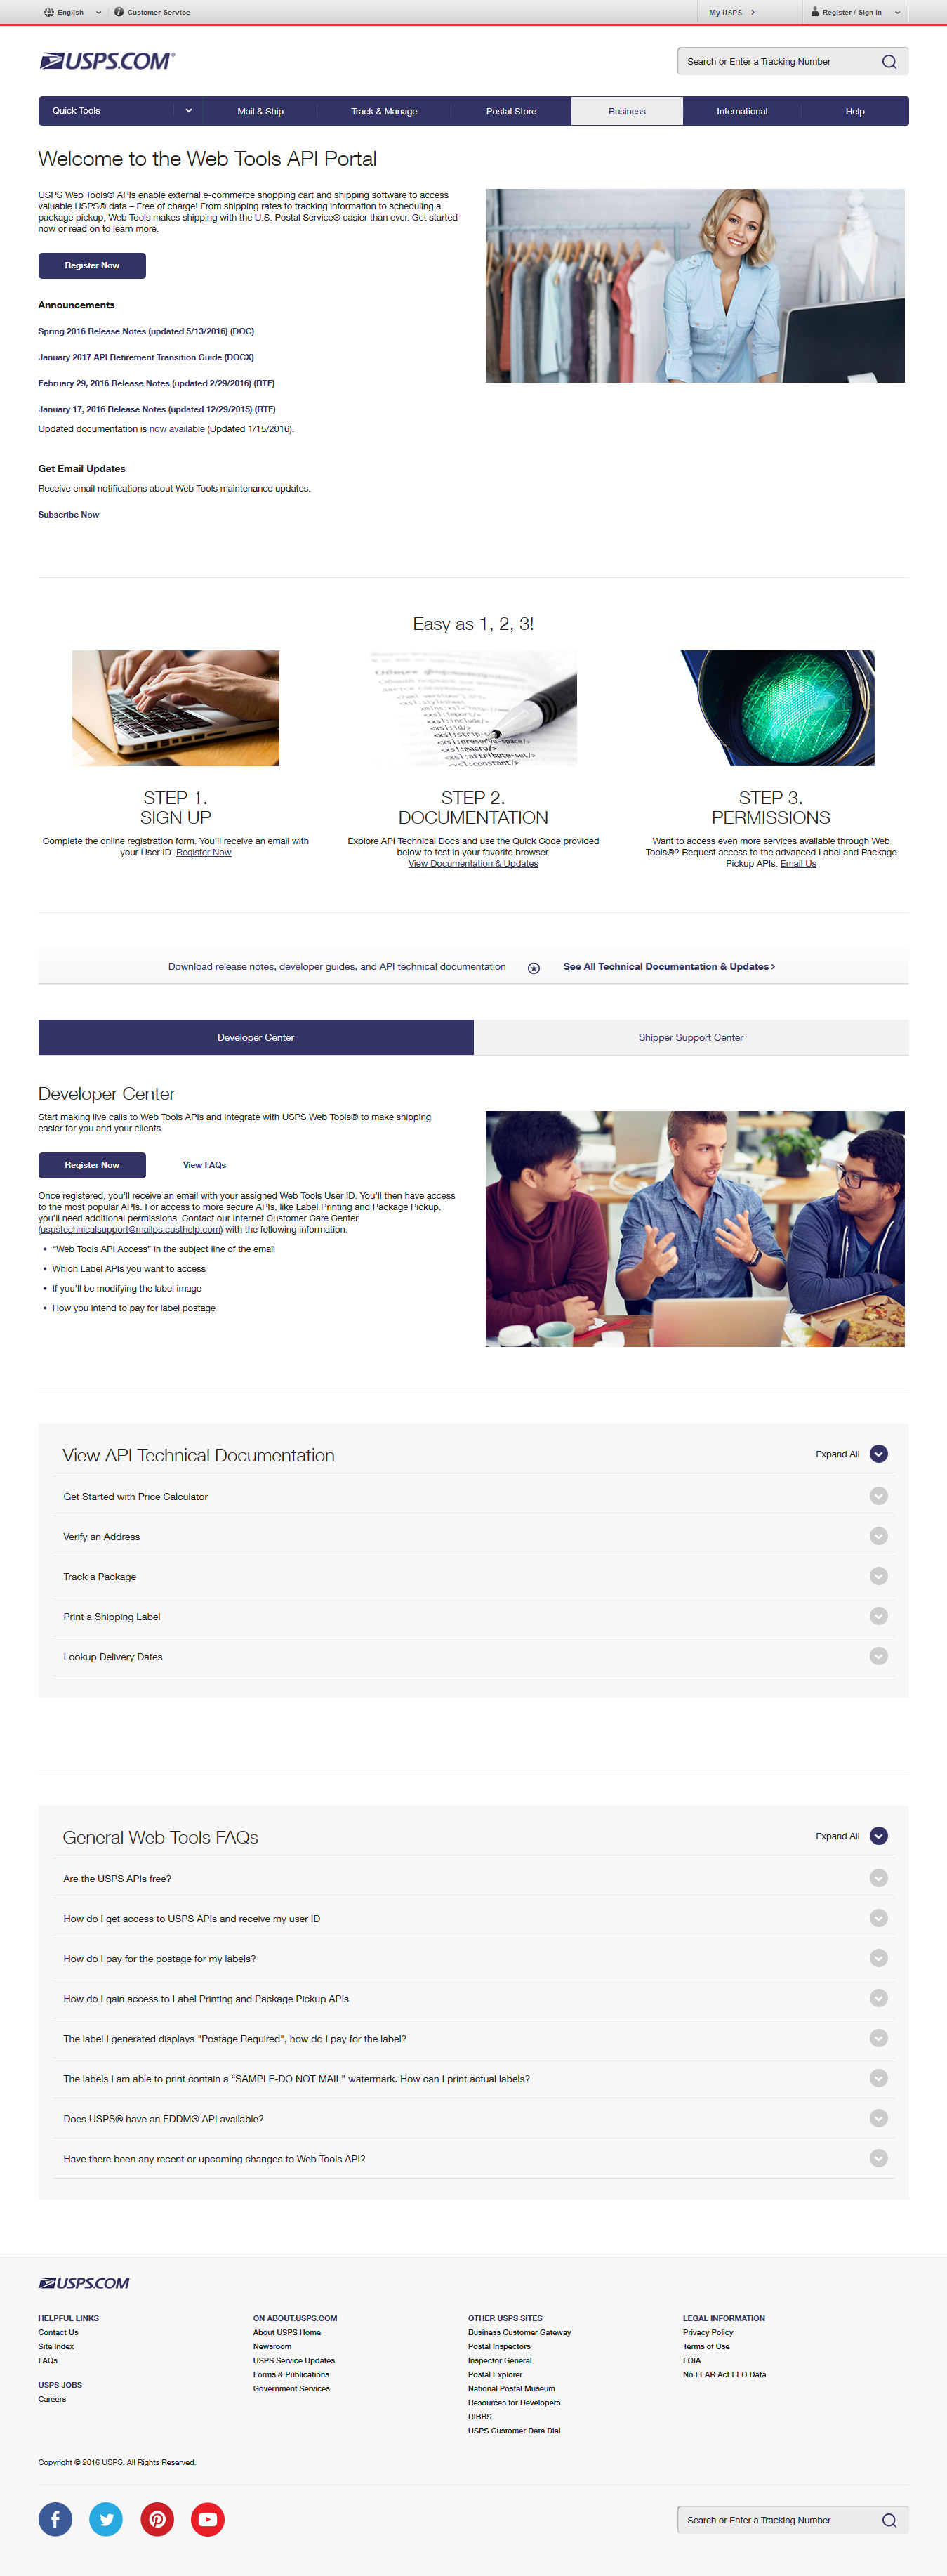 English
Customer Service
My USPS
Register / Sign In
USPS.COM®
Search or Enter a Tracking Number
Quick Tools
Mail & Ship
Track & Manage
Postal Store
Business
International
Help
Welcome to the Web Tools API Portal
USPS Web Tools® APIs enable external e-commerce shopping cart and shipping software to access
valuable USPS® data – Free of charge! From shipping rates to tracking information to scheduling a
package pickup, Web Tools makes shipping with the U.S. Postal Service® easier than ever. Get started
now or read on to learn more.
Register Now
Announcements
Spring 2016 Release Notes (updated 5/13/2016) (DOC)
January 2017 API Retirement Transition Guide (DOCX)
February 29, 2016 Release Notes (updated 2/29/2016) (RTF)
January 17, 2016 Release Notes (updated 12/29/2015) (RTF)
Updated documentation is now available (Updated 1/15/2016).
Get Email Updates
Receive email notifications about Web Tools maintenance updates.
Subscribe Now
Easy as 1, 2, 3!
<xsl:import/>
<xsl:include/>
<xsl:id/>
<xsl:strip-s
<xsl:preserve-space/>
<xsl:macro/>
<xsl:attribute-set/>
<xsl:constant/>
STEP 1.
SIGN UP
Complete the online registration form. You'll receive an email with
your User ID. Register Now
STEP 2.
DOCUMENTATION
Explore API Technical Docs and use the Quick Code provided
below to test in your favorite browser.
View Documentation & Updates
STEP 3.
PERMISSIONS
Want to access even more services available through Web
Tools®? Request access to the advanced Label and Package
Pickup APIs. Email Us
Download release notes, developer guides, and API technical documentation
See All Technical Documentation & Updates ›
Developer Center
Shipper Support Center
Developer Center
Start making live calls to Web Tools APIs and integrate with USPS Web Tools® to make shipping
easier for you and your clients.
Register Now
View FAQs
Once registered, you'll receive an email with your assigned Web Tools User ID. You'll then have access
to the most popular APIs. For access to more secure APIs, like Label Printing and Package Pickup,
you'll need additional permissions. Contact our Internet Customer Care Center
(uspstechnicalsupport@mailps.custhelp.com) with the following information:
• “Web Tools API Access” in the subject line of the email
• Which Label APIs you want to access
• If you'll be modifying the label image
• How you intend to pay for label postage
View API Technical Documentation
Expand All
Get Started with Price Calculator
Verify an Address
Track a Package
Print a Shipping Label
Lookup Delivery Dates
General Web Tools FAQs
Expand All
Are the USPS APIs free?
How do I get access to USPS APIs and receive my user ID
How do I pay for the postage for my labels?
How do I gain access to Label Printing and Package Pickup APIs
The label I generated displays "Postage Required", how do I pay for the label?
The labels I am able to print contain a “SAMPLE-DO NOT MAIL” watermark. How can I print actual labels?
Does USPS® have an EDDM® API available?
Have there been any recent or upcoming changes to Web Tools API?
USPS.COM
HELPFUL LINKS
Contact Us
Site Index
FAQs
USPS JOBS
Careers
ON ABOUT.USPS.COM
About USPS Home
Newsroom
USPS Service Updates
Forms & Publications
Government Services
OTHER USPS SITES
Business Customer Gateway
Postal Inspectors
Inspector General
Postal Explorer
National Postal Museum
Resources for Developers
RIBBS
USPS Customer Data Dial
LEGAL INFORMATION
Privacy Policy
Terms of Use
FOIA
No FEAR Act EEO Data
Copyright © 2016 USPS. All Rights Reserved.
Search or Enter a Tracking Number